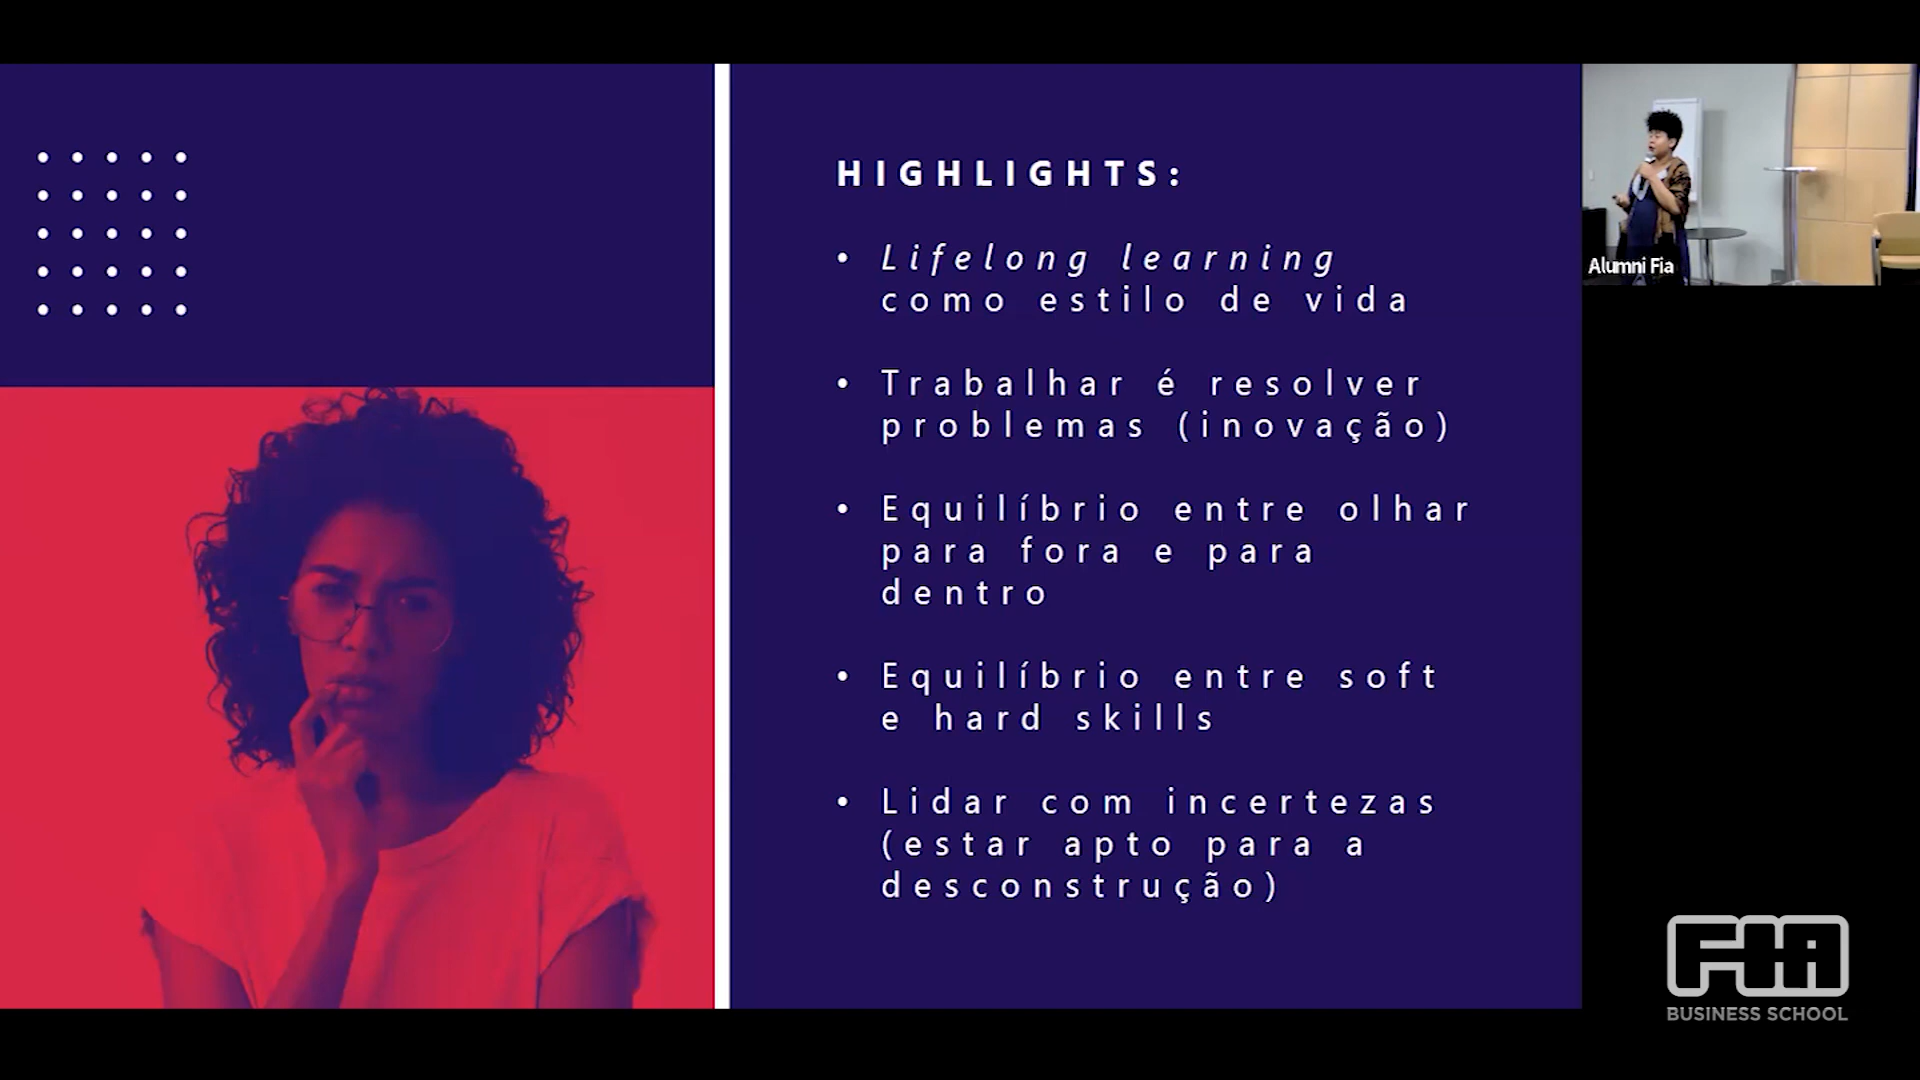 HIGHLIGHTS:
• Lifelong learning
como estilo de vida
• Trabalhar é resolver
problemas (inovação)
• Equilíbrio entre olhar
para fora e para
dentro
• Equilíbrio entre soft
e hard skills
• Lidar com incertezas
(estar apto para a
desconstrução)
Alumni Fia
FIA
BUSINESS SCHOOL